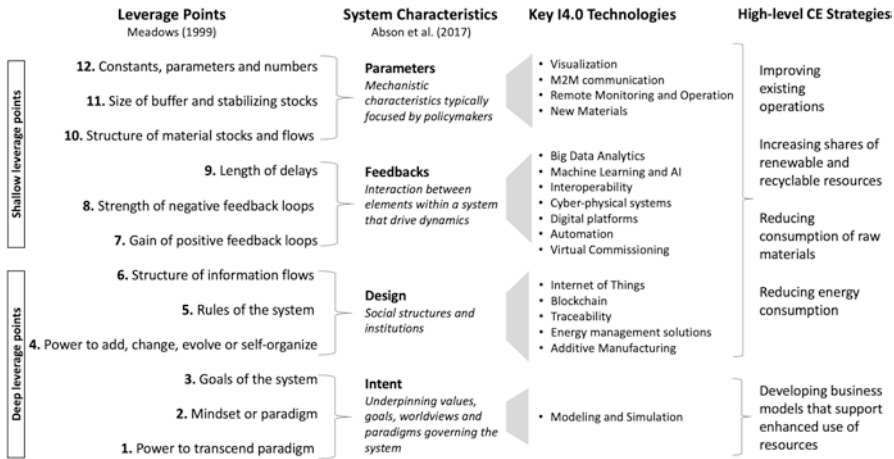 Leverage Points
Meadows (1999)
System Characteristics
Abson et al. (2017)
Key I4.0 Technologies
High-level CE Strategies
Shallow leverage points
12. Constants, parameters and numbers
11. Size of buffer and stabilizing stocks
10. Structure of material stocks and flows
9. Length of delays
8. Strength of negative feedback loops
7. Gain of positive feedback loops
Deep leverage points
6. Structure of information flows
5. Rules of the system
4. Power to add, change, evolve or self-organize
3. Goals of the system
2. Mindset or paradigm
1. Power to transcend paradigm
Parameters
Mechanistic
characteristics typically
focused by policymakers
Feedbacks
Interaction between
elements within a system
that drive dynamics
Design
Social structures and
institutions
Intent
Underpinning values,
goals, worldviews and
paradigms governing the
system
• Visualization
• M2M communication
• Remote Monitoring and Operation
• New Materials
• Big Data Analytics
• Machine Learning and AI
• Interoperability
• Cyber-physical systems
• Digital platforms
• Automation
• Virtual Commissioning
• Internet of Things
• Blockchain
• Traceability
• Energy management solutions
• Additive Manufacturing
• Modeling and Simulation
Improving
existing
operations
Increasing shares of
renewable and
recyclable resources
Reducing
consumption of raw
materials
Reducing energy
consumption
Developing business
models that support
enhanced use of
resources